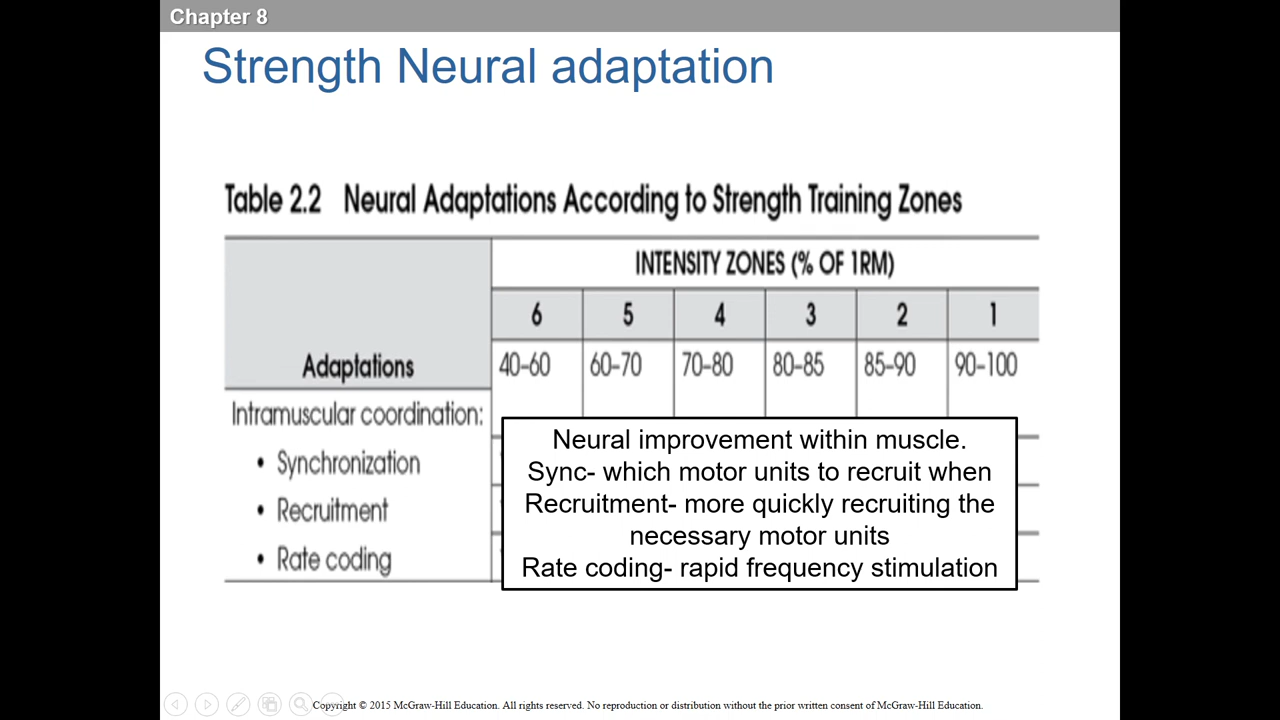 Chapter 8
Strength Neural adaptation
Table 2.2 Neural Adaptations According to Strength Training Zones
INTENSITY ZONES (% OF 1RM)
6 5 4 3 2 1
Adaptations 40–60 60–70 70–80 80–85 85–90 90–100
Intramuscular coordination:
• Synchronization
• Recruitment
• Rate coding
Neural improvement within muscle.
Sync- which motor units to recruit when
Recruitment- more quickly recruiting the
necessary motor units
Rate coding- rapid frequency stimulation
Copyright © 2015 McGraw-Hill Education. All rights reserved. No reproduction or distribution without the prior written consent of McGraw-Hill Education.